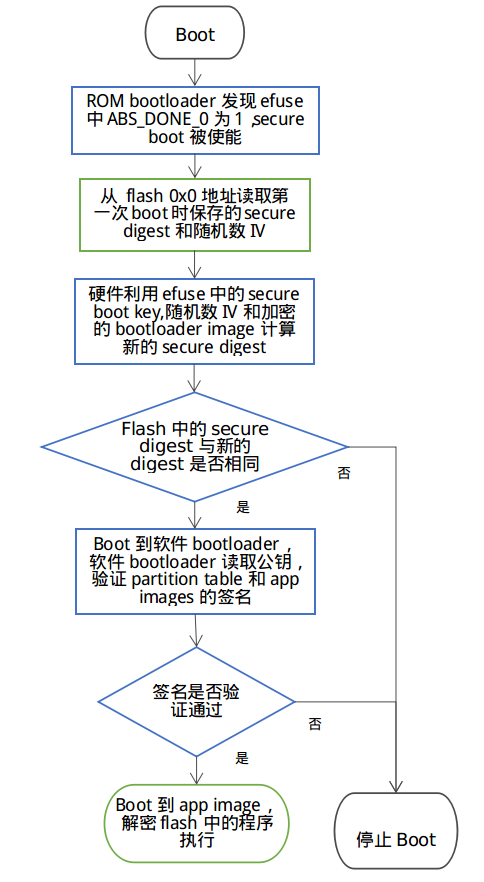 Boot
ROM bootloader 发现 efuse
中 ABS_DONE_0 为 1 ,secure
boot 被使能
从 flash 0x0 地址读取第
一次 boot 时保存的 secure
digest 和随机数 IV
硬件利用 efuse 中的 secure
boot key,随机数 IV 和加密
的 bootloader image 计算
新的 secure digest
Flash 中的 secure
digest 与新的
digest 是否相同
否
是
Boot 到软件 bootloader，
软件 bootloader 读取公钥，
验证 partition table 和 app
images 的签名
签名是否验
证通过
否
是
Boot 到 app image，
解密 flash 中的程序
执行
停止 Boot